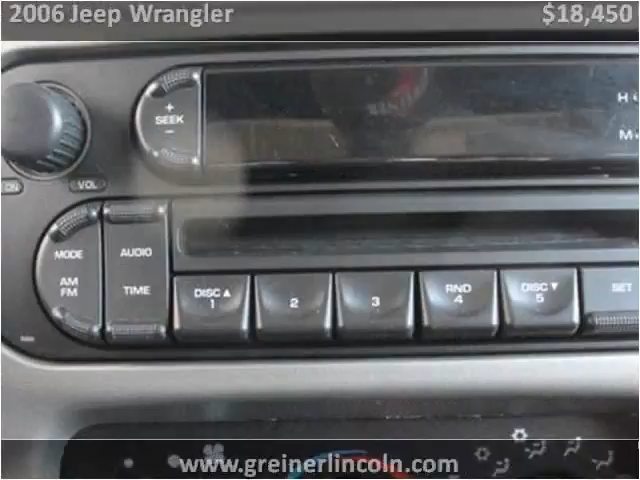 2006 Jeep Wrangler $18,450
+
SEEK
-
ON VOL
MODE AUDIO
AM
FM TIME
DISC▲ 1
2
3
RND 4
DISC▼ 5
SET
www.greinerlincoln.com